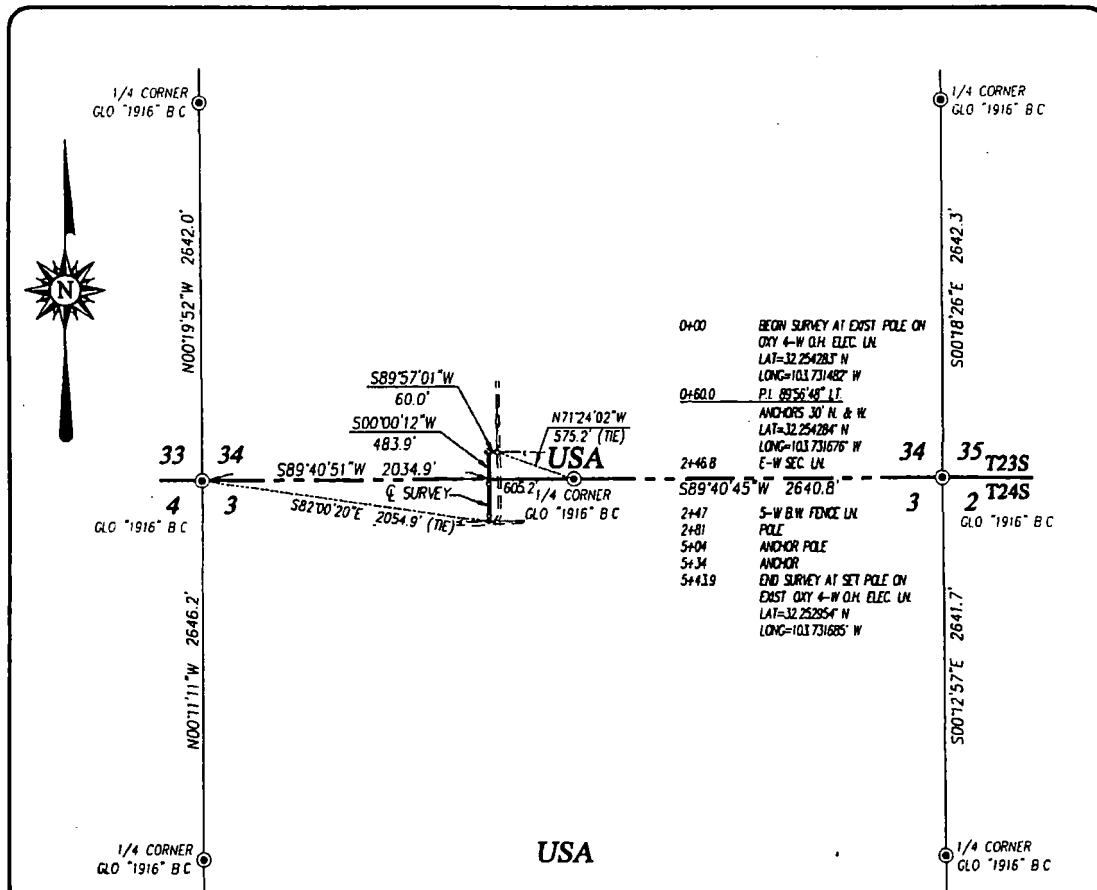 1/4 CORNER
GLO "1916" B C
1/4 CORNER
GLO "1916" B C
N00°19'52"W 2642.0'
S00°18'26"E 2642.3'
N
0+00 BEGIN SURVEY AT EXIST POLE ON
OXY 4-W O.H. ELEC. LN.
LAT=32.254283° N
LONG=103.731482° W
0+60.0 P.I. 89°56'48" LT.
ANCHORS 30' N. & W.
LAT=32.254284° N
LONG=103.731676° W
2+46.8 E-W SEC. LN.
2+47 5-W B.W. FENCE LN.
2+81 POLE
5+04 ANCHOR POLE
5+34 ANCHOR
5+43.9 END SURVEY AT SET POLE ON
EXIST OXY 4-W O.H. ELEC. LN.
LAT=32.252954° N
LONG=103.731685° W
S89°57'01"W
60.0'
S00°00'12"W
483.9'
N71°24'02"W
575.2' (TIE)
USA
33 34
34 35 T23S
S89°40'51"W 2034.9'
605.2'
S89°40'45"W 2640.8'
4 3
3 2 T24S
℄ SURVEY
1/4 CORNER
GLO "1916" B C
GLO "1916" B C
GLO "1916" B C
S82°00'20"E 2054.9' (TIE)
N00°11'11"W 2646.2'
S00°12'57"E 2641.7'
1/4 CORNER
GLO "1916" B C
USA
1/4 CORNER
GLO "1916" B C